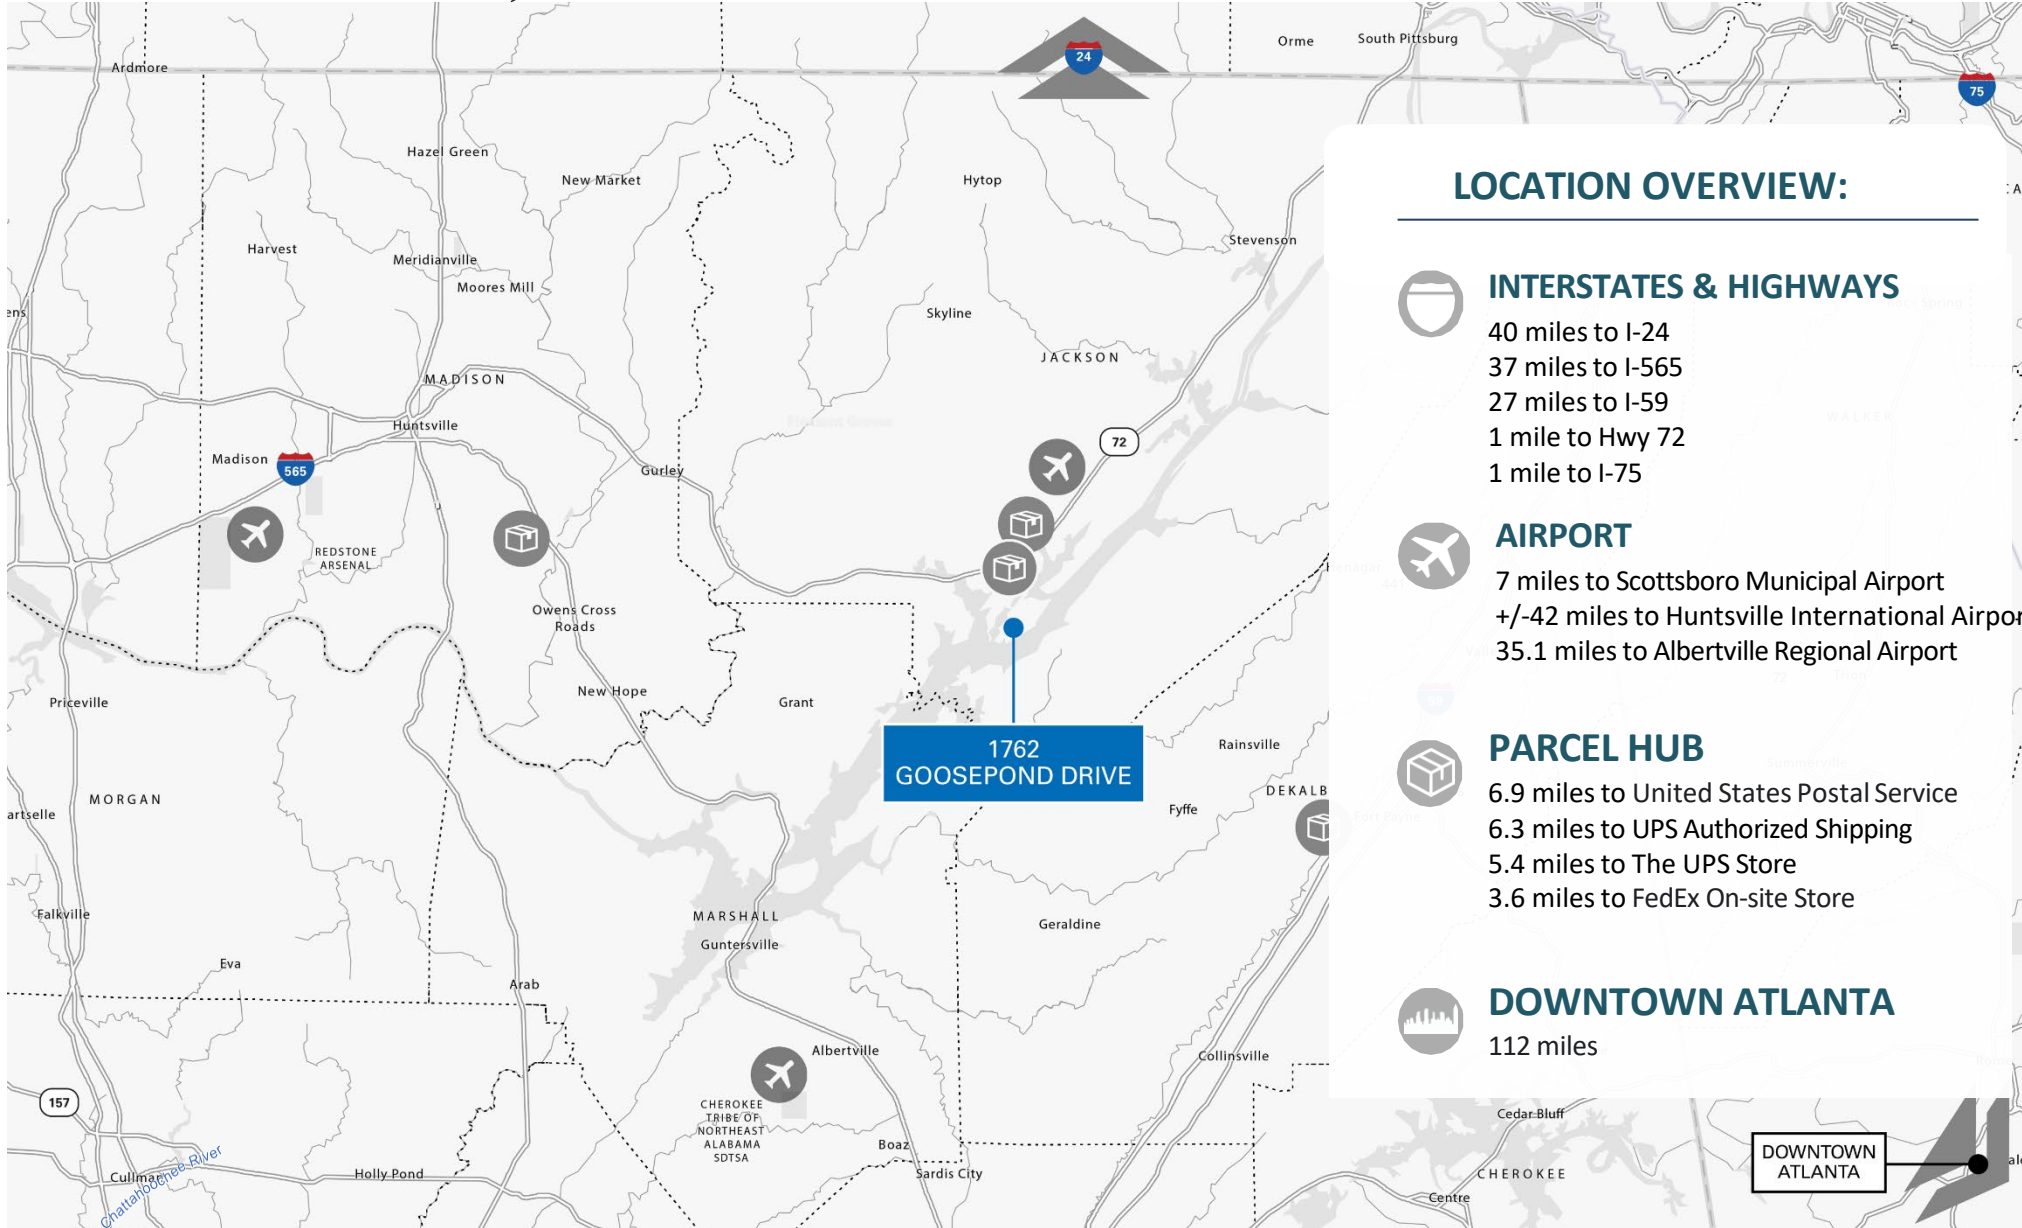 24
Orme
South Pittsburg
Ardmore
75
Hazel Green
New Market
Hytop
Harvest
Meridianville
Moores Mill
Stevenson
Skyline
JACKSON
MADISON
Huntsville
Madison
565
Gurley
72
REDSTONE
ARSENAL
Owens Cross
Roads
New Hope
Grant
Priceville
1762
GOOSEPOND DRIVE
Rainsville
MORGAN
artselle
DEKALB
Fyffe
Falkville
MARSHALL
Guntersville
Geraldine
Eva
Arab
Albertville
Collinsville
157
CHEROKEE
TRIBE OF
NORTHEAST
ALABAMA
SDTSA
Boaz
Sardis City
Cullman
Chattahoochee River
Holly Pond
Cedar Bluff
CHEROKEE
Centre
DOWNTOWN
ATLANTA
LOCATION OVERVIEW:
INTERSTATES & HIGHWAYS
40 miles to I-24
37 miles to I-565
27 miles to I-59
1 mile to Hwy 72
1 mile to I-75
AIRPORT
7 miles to Scottsboro Municipal Airport
+/-42 miles to Huntsville International Airpor
35.1 miles to Albertville Regional Airport
PARCEL HUB
6.9 miles to United States Postal Service
6.3 miles to UPS Authorized Shipping
5.4 miles to The UPS Store
3.6 miles to FedEx On-site Store
DOWNTOWN ATLANTA
112 miles